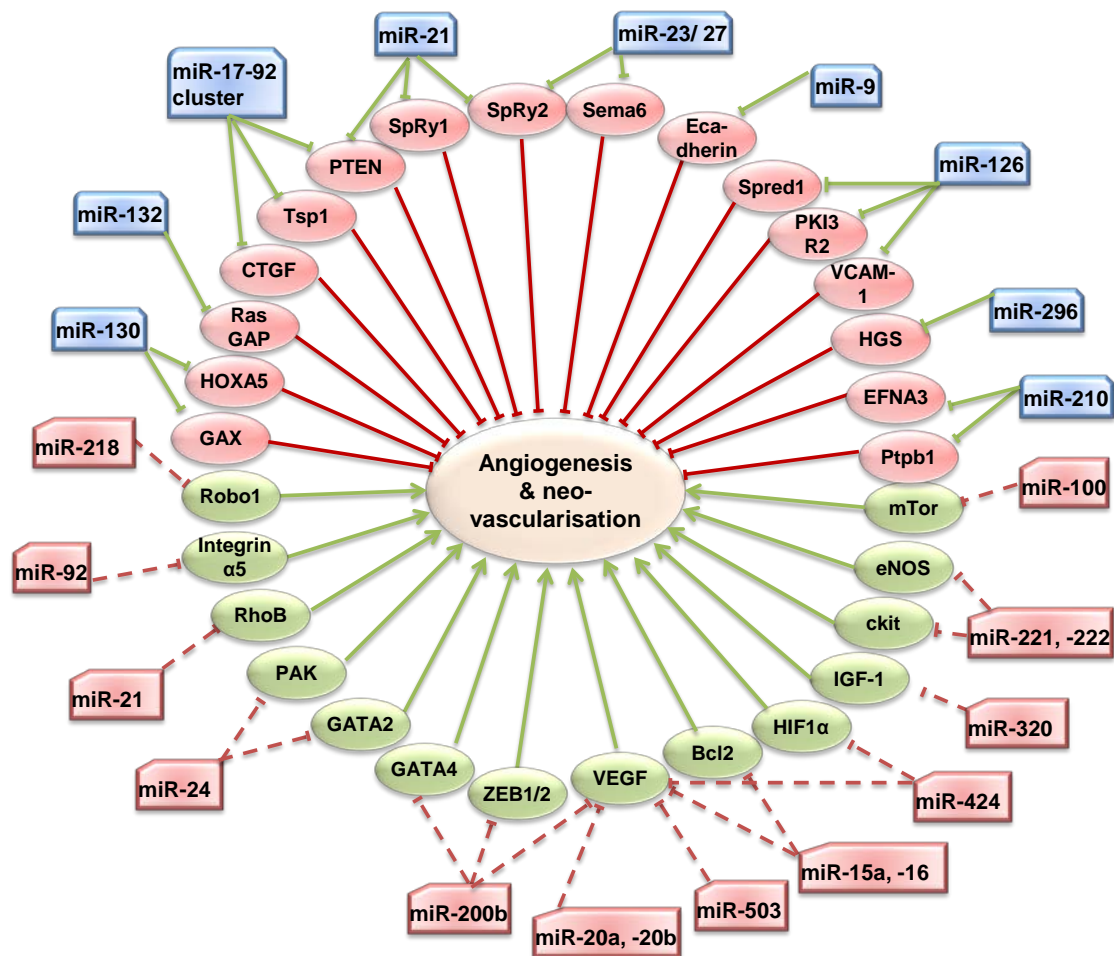 miR-21
miR-23/ 27
miR-17-92
cluster
miR-9
SpRy2
Sema6
SpRy1
Eca-
dherin
PTEN
miR-126
Spred1
miR-132
Tsp1
PKI3
R2
CTGF
VCAM-
1
miR-296
Ras
GAP
miR-130
HGS
HOXA5
EFNA3
miR-210
GAX
miR-218
Ptpb1
Angiogenesis
& neo-
vascularisation
Robo1
mTor
miR-100
Integrin
α5
miR-92
eNOS
RhoB
ckit
miR-221, -222
PAK
IGF-1
miR-21
GATA2
HIF1α
miR-320
Bcl2
GATA4
VEGF
ZEB1/2
miR-24
miR-424
miR-15a, -16
miR-200b
miR-503
miR-20a, -20b